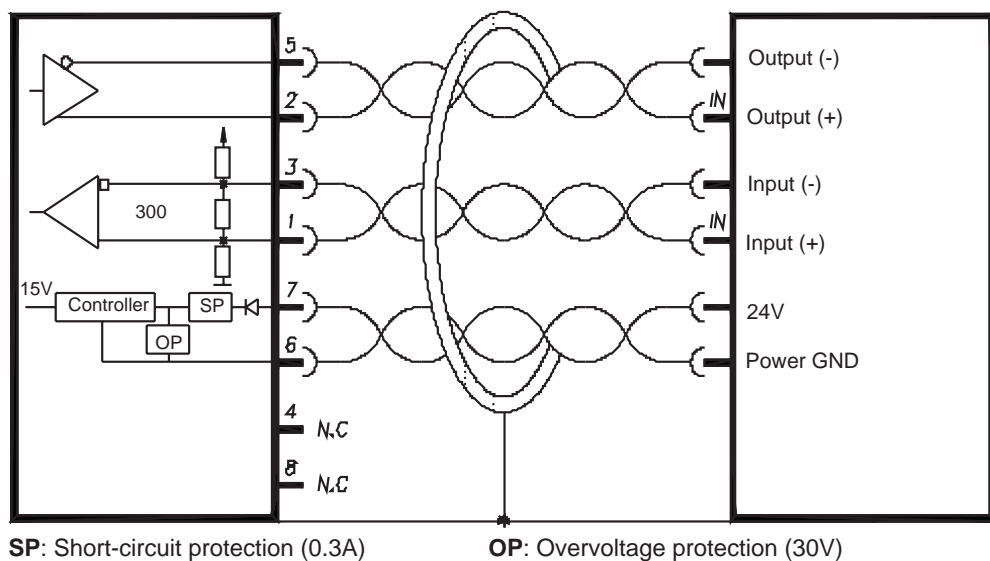 5
Output (-)
2
IN
Output (+)
3
Input (-)
300
1
IN
Input (+)
15V
Controller
SP
7
24V
OP
6
Power GND
4
N.C
8
N.C
SP: Short-circuit protection (0.3A)
OP: Overvoltage protection (30V)